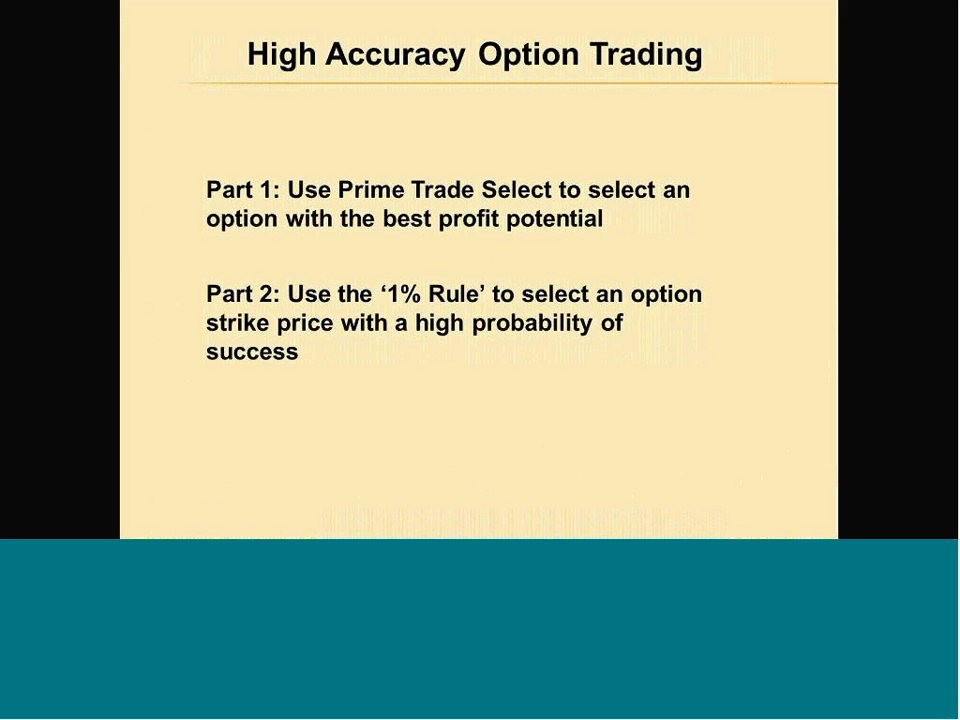 High Accuracy Option Trading
Part 1: Use Prime Trade Select to select an
option with the best profit potential
Part 2: Use the ‘1% Rule’ to select an option
strike price with a high probability of
success